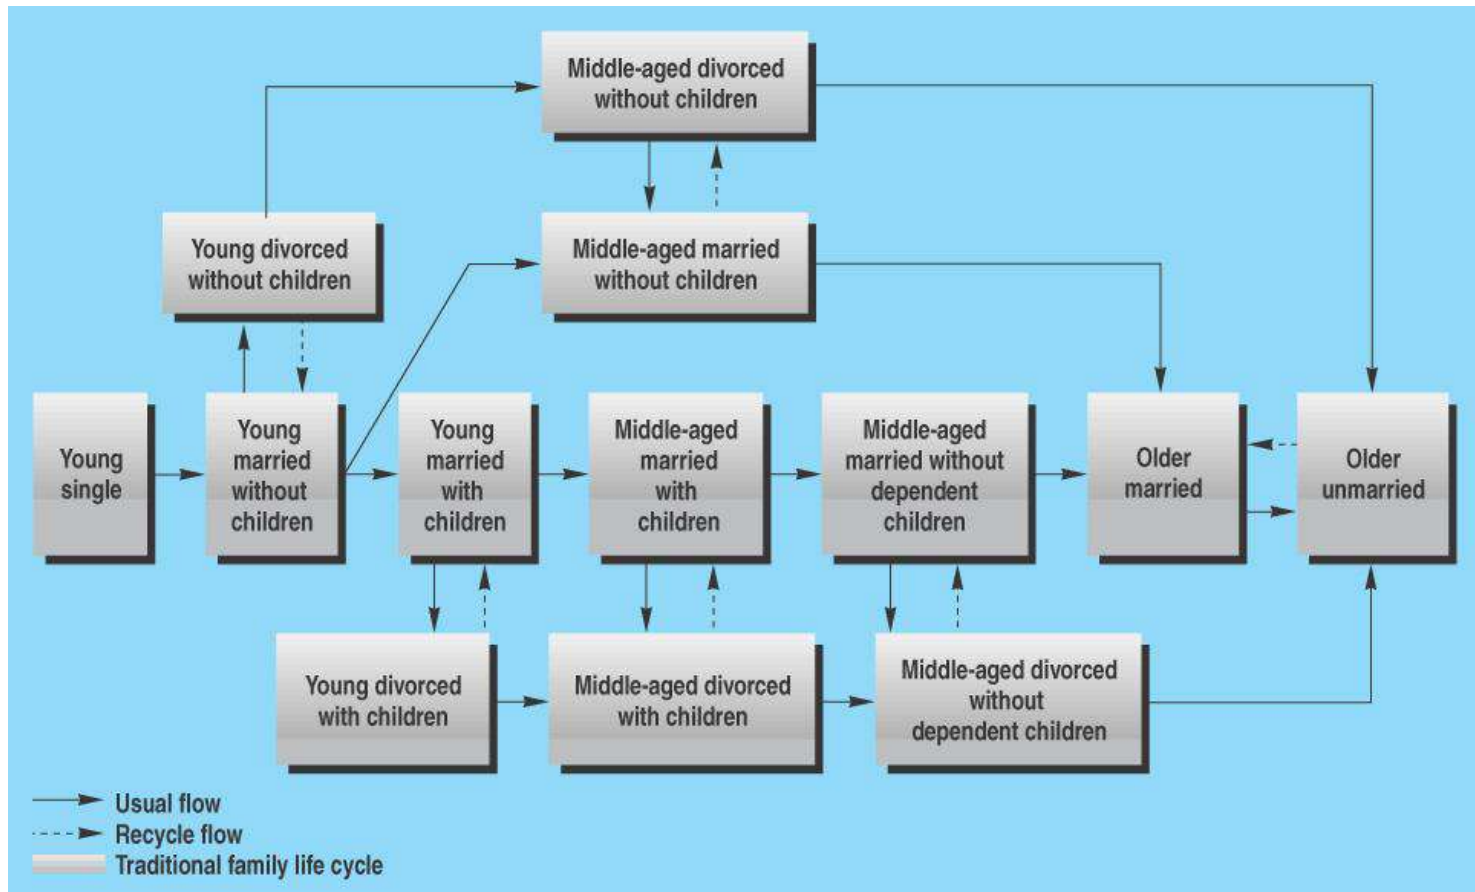 Middle-aged divorced
without children
Young divorced
without children
Middle-aged married
without children
Young
single
Young
married
without
children
Young
married
with
children
Middle-aged
married
with
children
Middle-aged
married without
dependent
children
Older
married
Older
unmarried
Young divorced
with children
Middle-aged divorced
with children
Middle-aged divorced
without
dependent children
Usual flow
Recycle flow
Traditional family life cycle